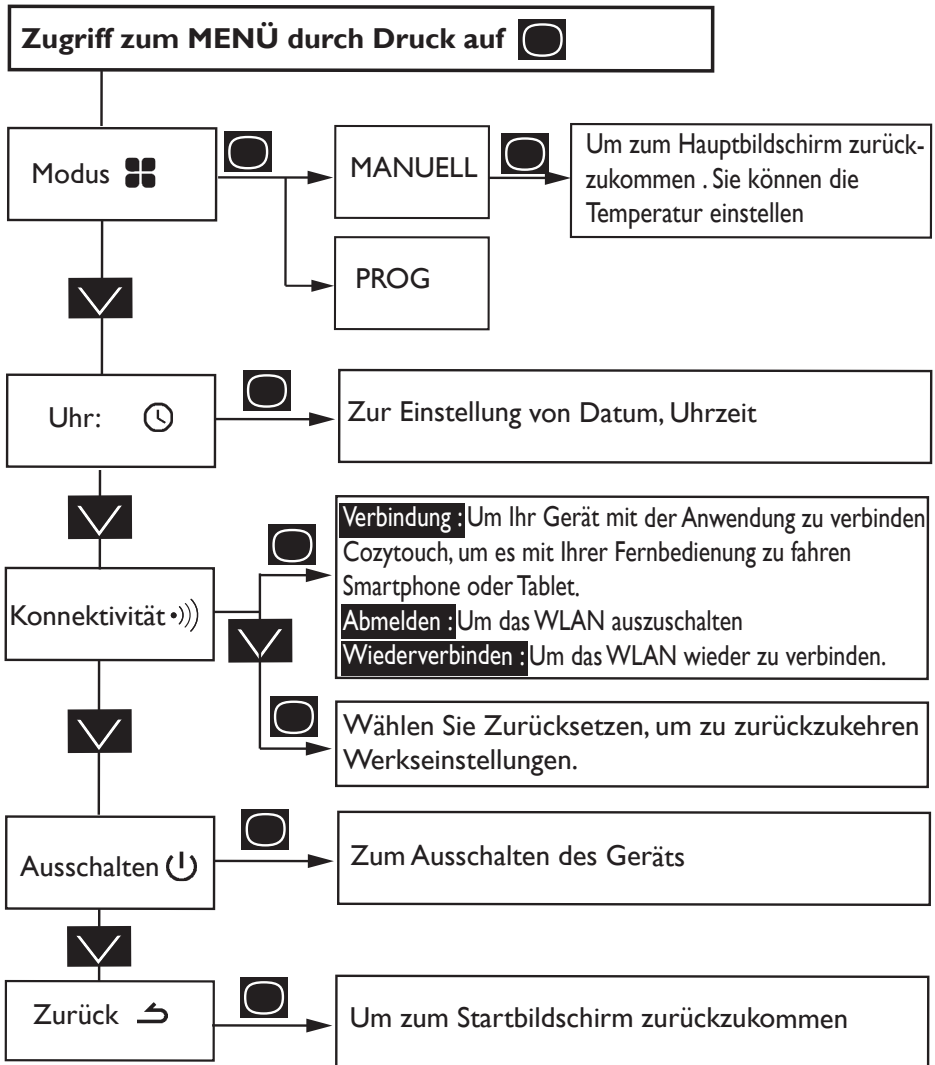 Zugriff zum MENÜ durch Druck auf
Modus
MANUELL
Um zum Hauptbildschirm zurück-
zukommen . Sie können die
Temperatur einstellen
PROG
Uhr:
Zur Einstellung von Datum, Uhrzeit
Konnektivität
Verbindung : Um Ihr Gerät mit der Anwendung zu verbinden
Cozytouch, um es mit Ihrer Fernbedienung zu fahren
Smartphone oder Tablet.
Abmelden : Um das WLAN auszuschalten
Wiederverbinden : Um das WLAN wieder zu verbinden.
Wählen Sie Zurücksetzen, um zu zurückzukehren
Werkseinstellungen.
Ausschalten
Zum Ausschalten des Geräts
Zurück
Um zum Startbildschirm zurückzukommen